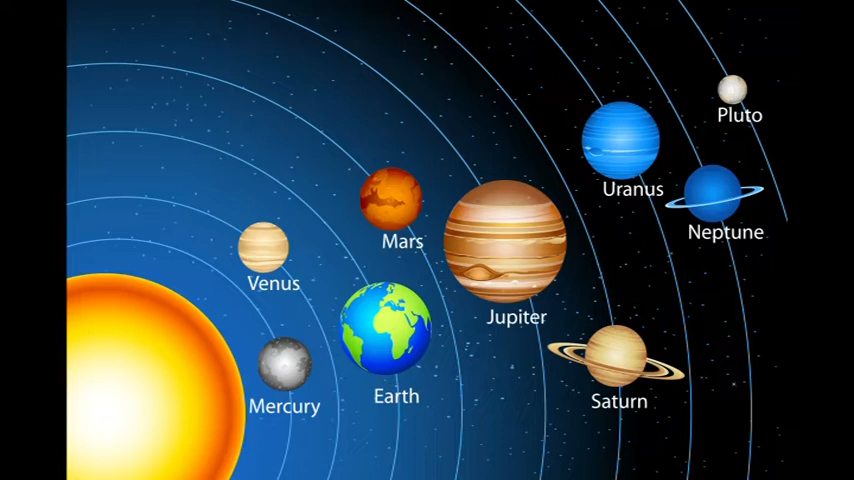 Pluto
Uranus
Neptune
Mars
Venus
Jupiter
Earth
Saturn
Mercury